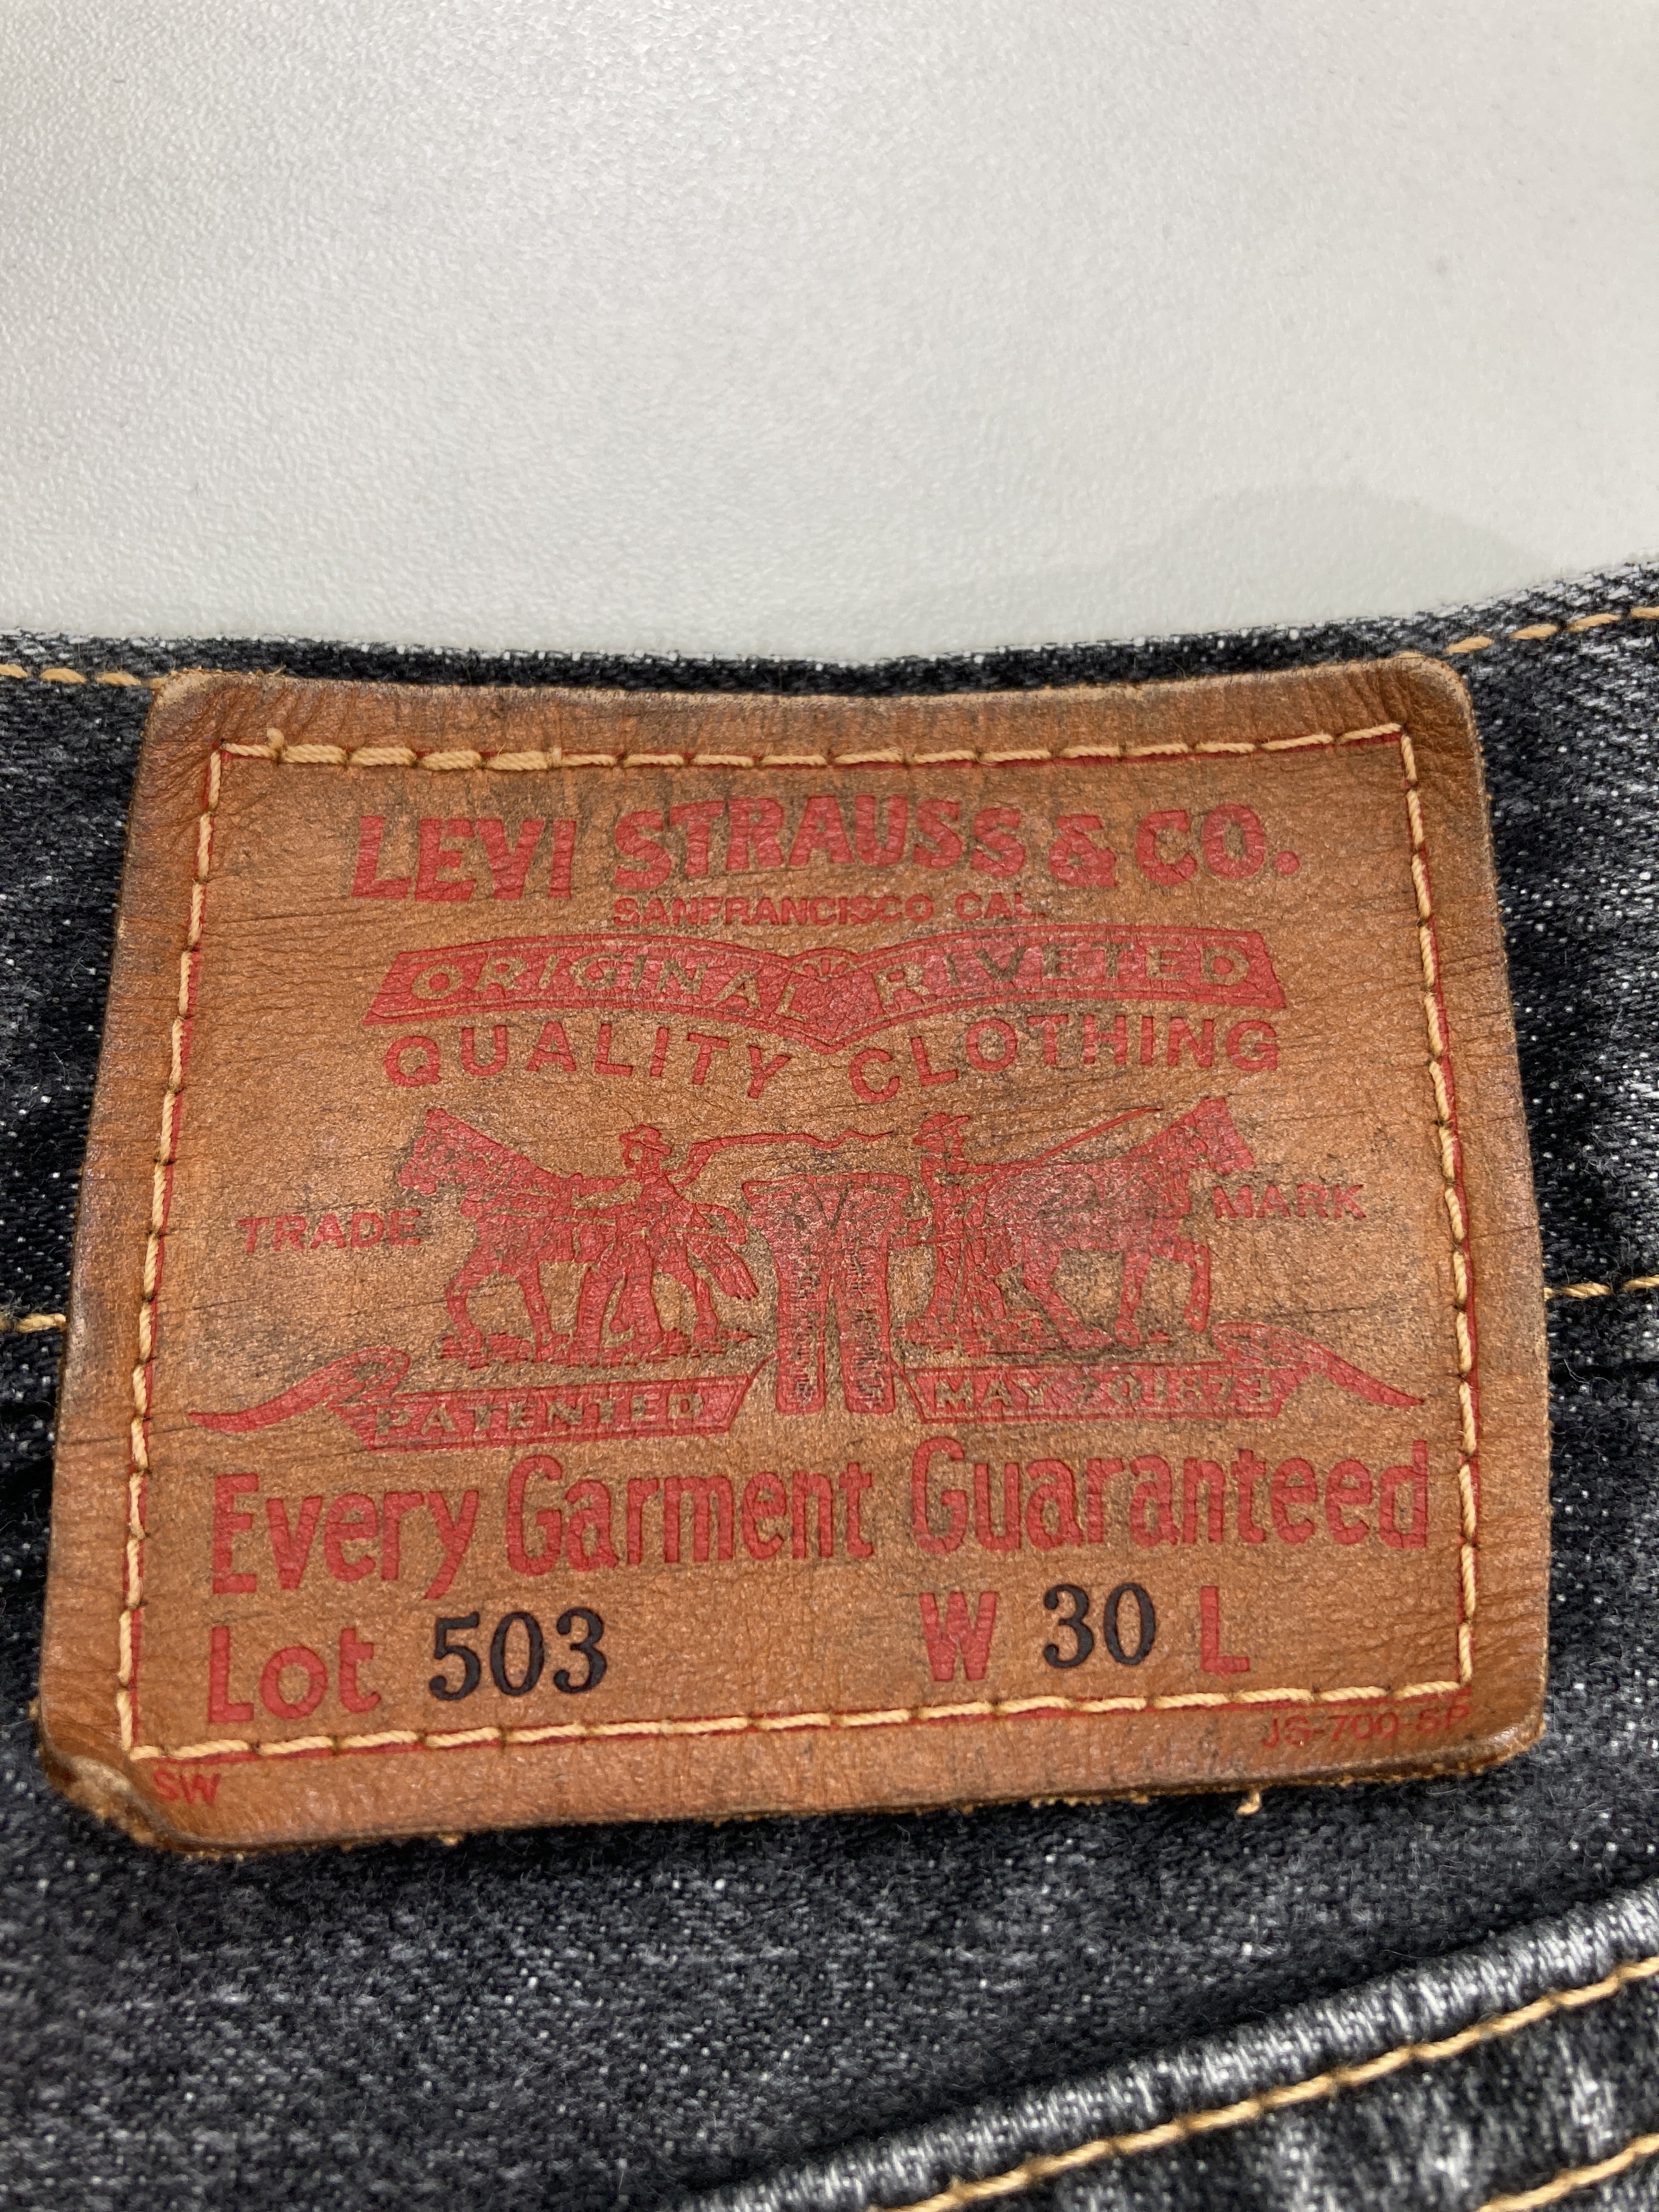 LEVI STRAUSS & CO.
SANFRANCISCO CAL.
ORIGINAL RIVETED
QUALITY CLOTHING
TRADE MARK
PATENTED MAY 20 1873
Every Garment Guaranteed
Lot 503 W 30 L
JS-700-SP
SW